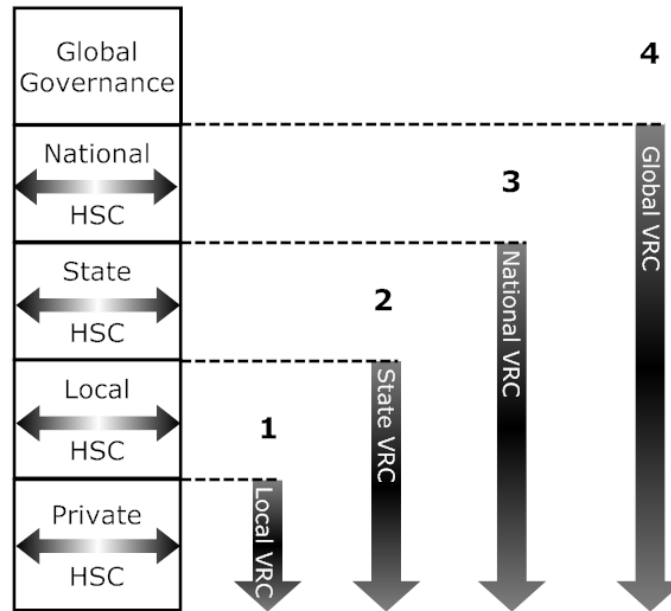 Global
Governance
4
National
HSC
3
Global VRC
State
HSC
2
National VRC
Local
HSC
1
State VRC
Private
HSC
Local VRC